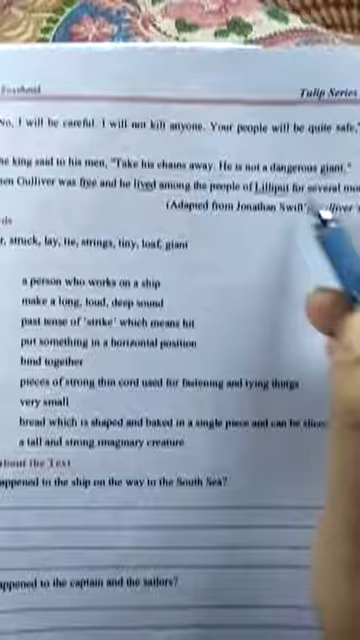 Tulip Series
No, I will be careful. I will not kill anyone. Your people will be quite safe."
he king said to his men, "Take his chains away. He is not a dangerous giant."
hen Gulliver was free and he lived among the people of Lilliput for several
(Adapted from Jonathan Swift's
r, struck, lay, tie, strings, tiny, loaf, giant
a person who works on a ship
make a long, loud, deep sound
past tense of 'strike' which means hit
put something in a horizontal position
bind together
pieces of strong thin cord used for fastening and tying things
very small
bread which is shaped and baked in a single piece and can be sliced
a tall and strong imaginary creature
about the Text
appened to the ship on the way to the South Sea?
appened to the captain and the sailors?